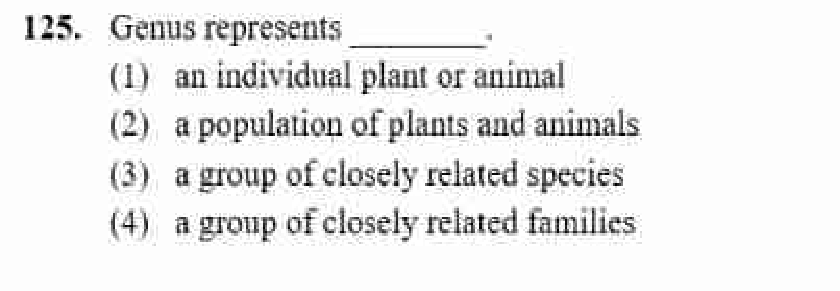 125. Genus represents ________.
(1) an individual plant or animal
(2) a population of plants and animals
(3) a group of closely related species
(4) a group of closely related families